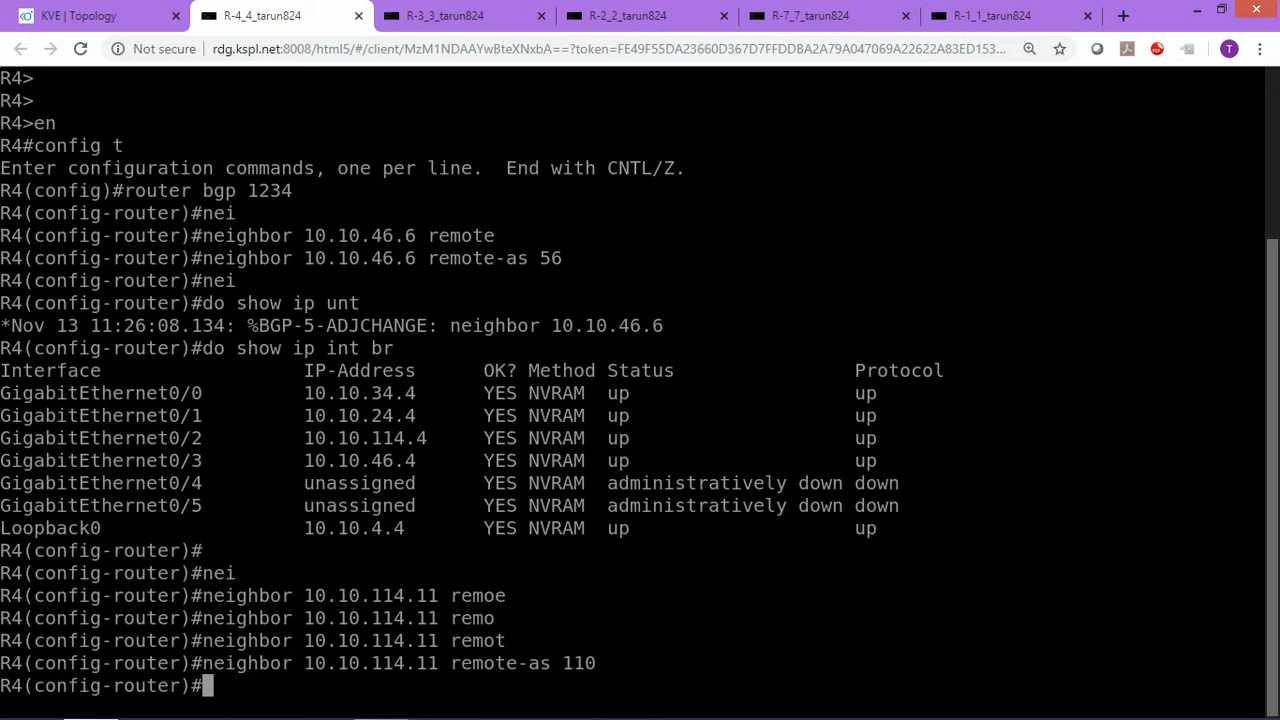 KVE | Topology
R-4_4_tarun824
R-3_3_tarun824
R-2_2_tarun824
R-7_7_tarun824
R-1_1_tarun824
Not secure
rdg.kspl.net:8008/html5/#/client/MzM1NDAAYwBteXNxbA==?token=FE49F55DA23660D367D7FFDDBA2A79A047069A22622A83ED153...
T
R4>
R4>
R4>en
R4#config t
Enter configuration commands, one per line.  End with CNTL/Z.
R4(config)#router bgp 1234
R4(config-router)#nei
R4(config-router)#neighbor 10.10.46.6 remote
R4(config-router)#neighbor 10.10.46.6 remote-as 56
R4(config-router)#nei
R4(config-router)#do show ip unt
*Nov 13 11:26:08.134: %BGP-5-ADJCHANGE: neighbor 10.10.46.6
R4(config-router)#do show ip int br
Interface IP-Address OK? Method Status Protocol
GigabitEthernet0/0 10.10.34.4 YES NVRAM up up
GigabitEthernet0/1 10.10.24.4 YES NVRAM up up
GigabitEthernet0/2 10.10.114.4 YES NVRAM up up
GigabitEthernet0/3 10.10.46.4 YES NVRAM up up
GigabitEthernet0/4 unassigned YES NVRAM administratively down down
GigabitEthernet0/5 unassigned YES NVRAM administratively down down
Loopback0 10.10.4.4 YES NVRAM up up
R4(config-router)#
R4(config-router)#nei
R4(config-router)#neighbor 10.10.114.11 remoe
R4(config-router)#neighbor 10.10.114.11 remo
R4(config-router)#neighbor 10.10.114.11 remot
R4(config-router)#neighbor 10.10.114.11 remote-as 110
R4(config-router)#